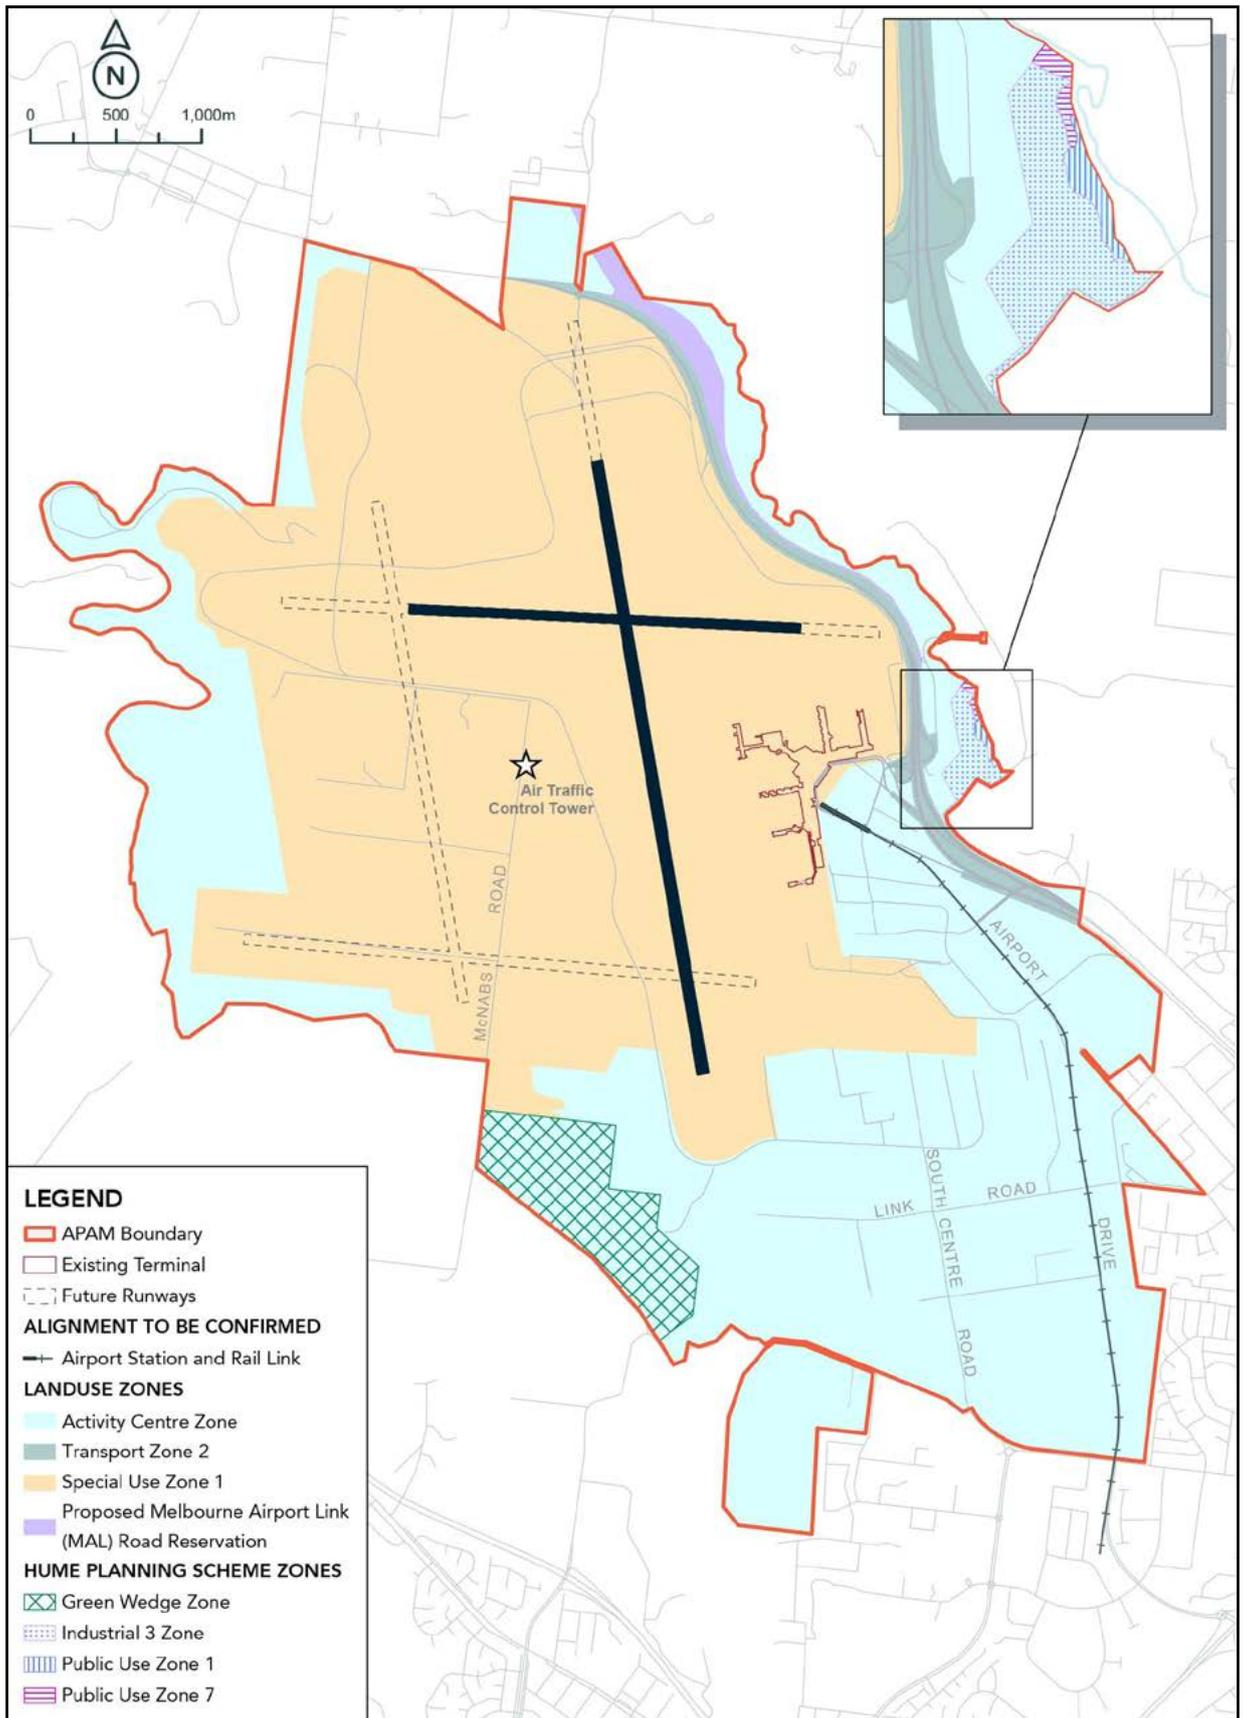 N
0 500 1,000m
Air Traffic
Control Tower
McNABS ROAD
AIRPORT DRIVE
LINK ROAD
SOUTH CENTRE ROAD
LEGEND
APAM Boundary
Existing Terminal
Future Runways
ALIGNMENT TO BE CONFIRMED
Airport Station and Rail Link
LANDUSE ZONES
Activity Centre Zone
Transport Zone 2
Special Use Zone 1
Proposed Melbourne Airport Link
(MAL) Road Reservation
HUME PLANNING SCHEME ZONES
Green Wedge Zone
Industrial 3 Zone
Public Use Zone 1
Public Use Zone 7